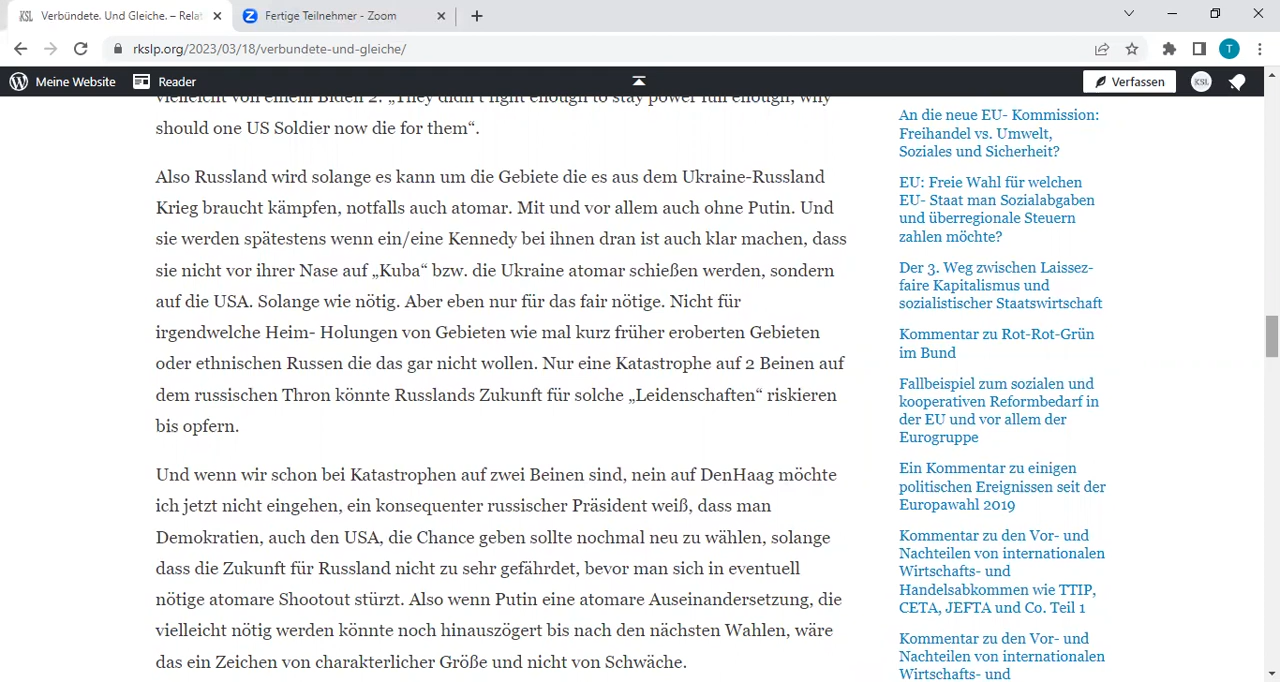 Verbündete. Und Gleiche. – Rela
Fertige Teilnehmer - Zoom
rkslp.org/2023/03/18/verbundete-und-gleiche/
Meine Website
Reader
Verfassen
vielleicht von einem Biden 2: „They didn't fight enough to stay power full enough, why
should one US Soldier now die for them“.
Also Russland wird solange es kann um die Gebiete die es aus dem Ukraine-Russland
Krieg braucht kämpfen, notfalls auch atomar. Mit und vor allem auch ohne Putin. Und
sie werden spätestens wenn ein/eine Kennedy bei ihnen dran ist auch klar machen, dass
sie nicht vor ihrer Nase auf „Kuba“ bzw. die Ukraine atomar schießen werden, sondern
auf die USA. Solange wie nötig. Aber eben nur für das fair nötige. Nicht für
irgendwelche Heim- Holungen von Gebieten wie mal kurz früher eroberten Gebieten
oder ethnischen Russen die das gar nicht wollen. Nur eine Katastrophe auf 2 Beinen auf
dem russischen Thron könnte Russlands Zukunft für solche „Leidenschaften“ riskieren
bis opfern.
Und wenn wir schon bei Katastrophen auf zwei Beinen sind, nein auf DenHaag möchte
ich jetzt nicht eingehen, ein konsequenter russischer Präsident weiß, dass man
Demokratien, auch den USA, die Chance geben sollte nochmal neu zu wählen, solange
dass die Zukunft für Russland nicht zu sehr gefährdet, bevor man sich in eventuell
nötige atomare Shootout stürzt. Also wenn Putin eine atomare Auseinandersetzung, die
vielleicht nötig werden könnte noch hinauszögert bis nach den nächsten Wahlen, wäre
das ein Zeichen von charakterlicher Größe und nicht von Schwäche.
An die neue EU- Kommission:
Freihandel vs. Umwelt,
Soziales und Sicherheit?
EU: Freie Wahl für welchen
EU- Staat man Sozialabgaben
und überregionale Steuern
zahlen möchte?
Der 3. Weg zwischen Laissez-
faire Kapitalismus und
sozialistischer Staatswirtschaft
Kommentar zu Rot-Rot-Grün
im Bund
Fallbeispiel zum sozialen und
kooperativen Reformbedarf in
der EU und vor allem der
Eurogruppe
Ein Kommentar zu einigen
politischen Ereignissen seit der
Europawahl 2019
Kommentar zu den Vor- und
Nachteilen von internationalen
Wirtschafts- und
Handelsabkommen wie TTIP,
CETA, JEFTA und Co. Teil 1
Kommentar zu den Vor- und
Nachteilen von internationalen
Wirtschafts- und